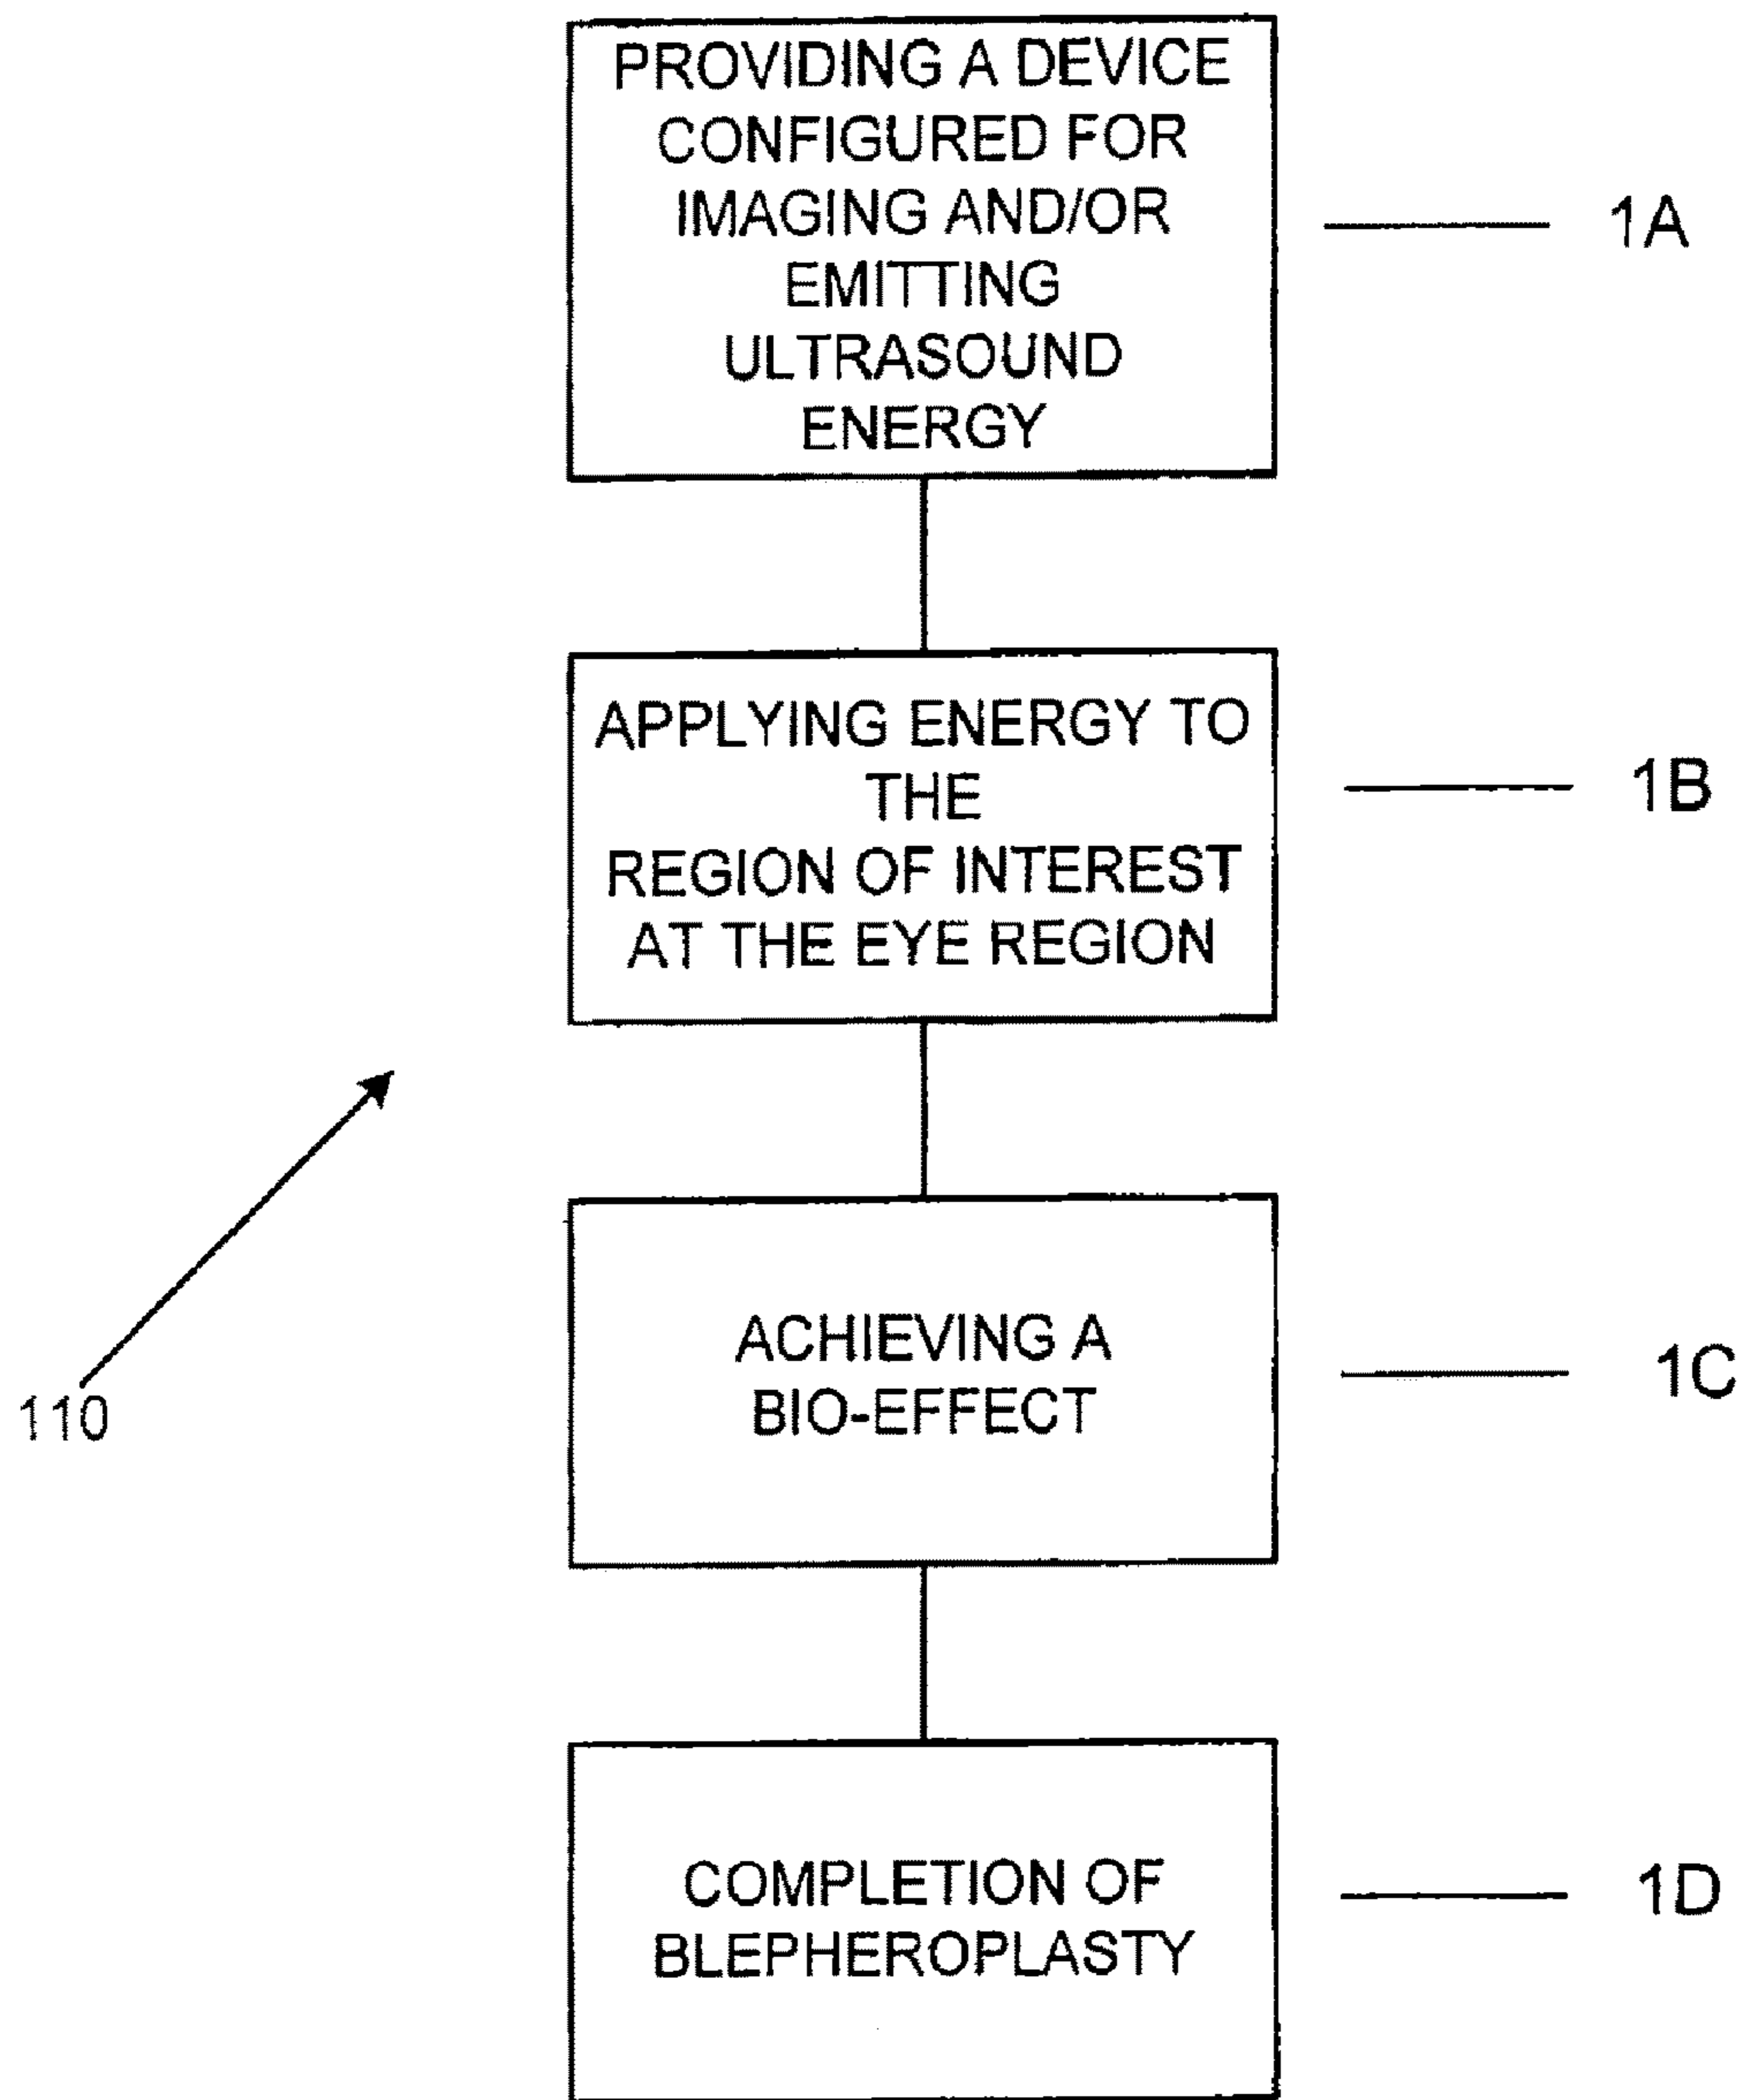 PROVIDING A DEVICE
CONFIGURED FOR
IMAGING AND/OR
EMITTING
ULTRASOUND
ENERGY
1A
APPLYING ENERGY TO
THE
REGION OF INTEREST
AT THE EYE REGION
1B
110
ACHIEVING A
BIO-EFFECT
1C
COMPLETION OF
BLEPHEROPLASTY
1D